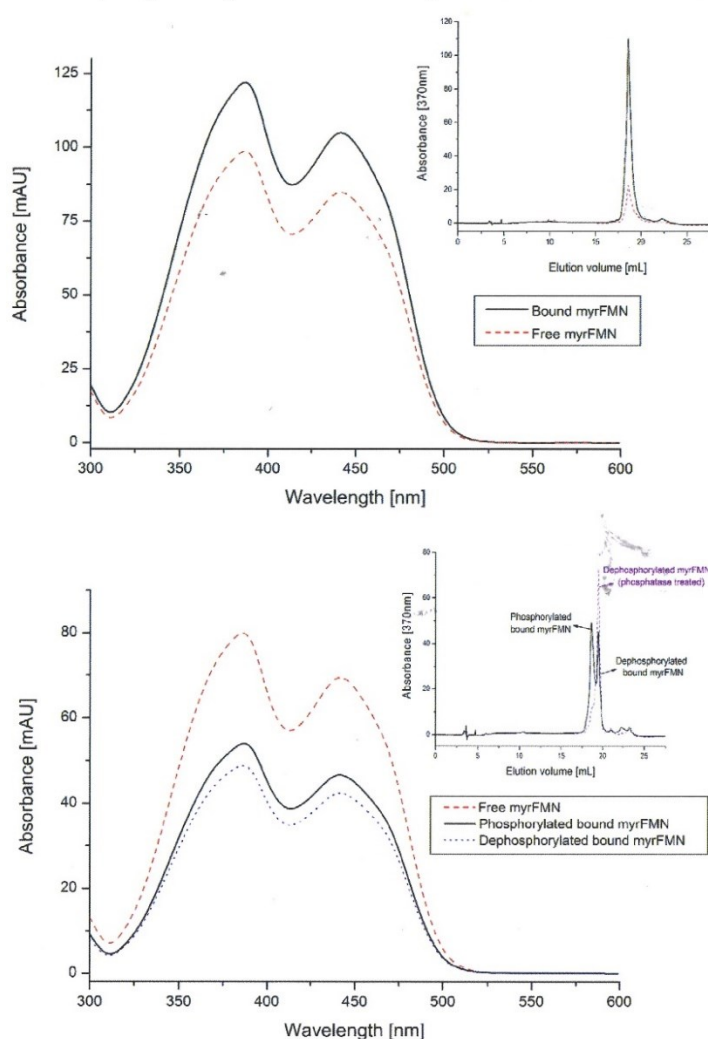 125
100
75
50
25
0
300
350
400
450
500
550
600
Absorbance [mAU]
Wavelength [nm]
120
100
80
60
40
20
0
0
5
10
15
20
25
Absorbance [370nm]
Elution volume [mL]
Bound myrFMN
Free myrFMN
80
60
40
20
0
300
350
400
450
500
550
600
Absorbance [mAU]
Wavelength [nm]
80
60
40
20
0
0
5
10
15
20
25
Absorbance [370nm]
Elution volume [mL]
Dephosphorylated myrFMN
(phosphatase treated)
Phosphorylated
bound myrFMN
Dephosphorylated
bound myrFMN
Free myrFMN
Phosphorylated bound myrFMN
Dephosphorylated bound myrFMN